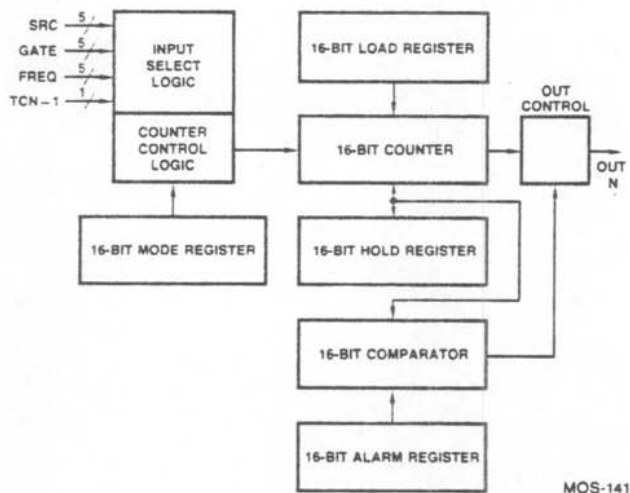 SRC 5
GATE 5
FREQ 5
TCN-1 1
INPUT
SELECT
LOGIC
COUNTER
CONTROL
LOGIC
16-BIT MODE REGISTER
16-BIT LOAD REGISTER
16-BIT COUNTER
16-BIT HOLD REGISTER
16-BIT COMPARATOR
16-BIT ALARM REGISTER
OUT
CONTROL
OUT
N
MOS-141